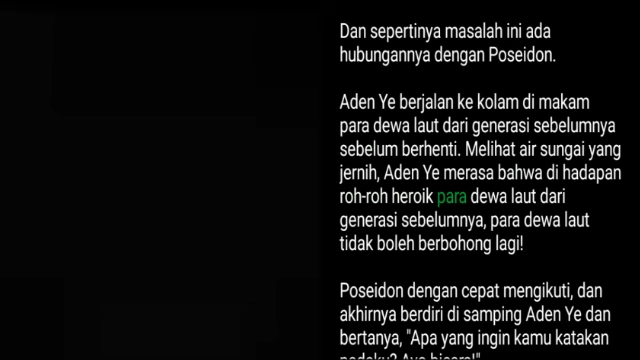 Dan sepertinya masalah ini ada
hubungannya dengan Poseidon.
Aden Ye berjalan ke kolam di makam
para dewa laut dari generasi sebelumnya
sebelum berhenti. Melihat air sungai yang
jernih, Aden Ye merasa bahwa di hadapan
roh-roh heroik para dewa laut dari
generasi sebelumnya, para dewa laut
tidak boleh berbohong lagi!
Poseidon dengan cepat mengikuti, dan
akhirnya berdiri di samping Aden Ye dan
bertanya, "Apa yang ingin kamu katakan
padaku? Ayo bicara!"